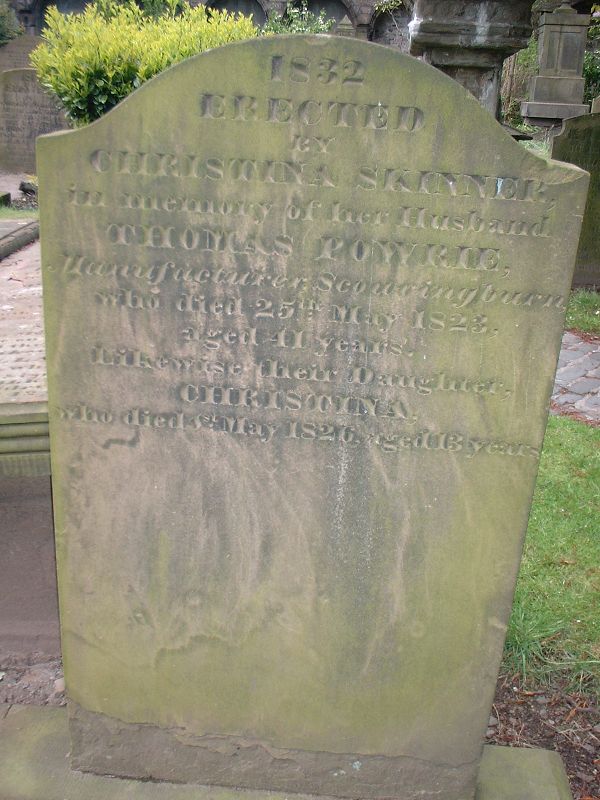 1832
ERECTED
BY
CHRISTINA SKINNER,
in memory of her Husband
THOMAS POWRIE,
Manufacturer Scouringburn,
who died 25th May 1823,
aged 41 years.
Likewise their Daughter,
CHRISTINA,
who died 1st May 1826, aged 13 years